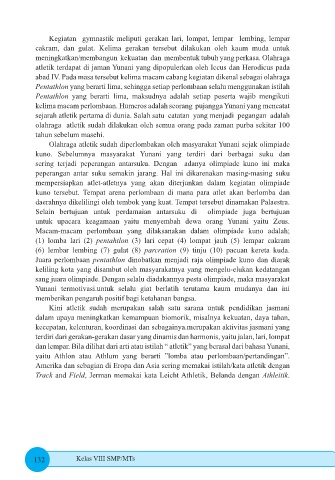 Kegiatan gymnastik meliputi gerakan lari, lompat, lempar lembing, lempar
cakram, dan gulat. Kelima gerakan tersebut dilakukan oleh kaum muda untuk
meningkatkan/membangun kekuatan dan membentuk tubuh yang perkasa. Olahraga
atletik terdapat di jaman Yunani yang dipopulerkan oleh Iccus dan Herodicus pada
abad IV. Pada masa tersebut kelima macam cabang kegiatan dikenal sebagai olahraga
Pentathlon yang berarti lima, sehingga setiap perlombaan selalu menggunakan istilah
Pentathlon yang berarti lima, maksudnya adalah setiap peserta wajib mengikuti
kelima macam perlombaan. Humeros adalah seorang pujangga Yunani yang mencatat
sejarah atletik pertama di dunia. Salah satu catatan yang menjadi pegangan adalah
olahraga atletik sudah dilakukan oleh semua orang pada zaman purba sekitar 100
tahun sebelum masehi.
Olahraga atletik sudah diperlombakan oleh masyarakat Yunani sejak olimpiade
kuno. Sebelumnya masyarakat Yunani yang terdiri dari berbagai suku dan
sering terjadi peperangan antarsuku. Dengan adanya olimpiade kuno ini maka
peperangan antar suku semakin jarang. Hal ini dikarenakan masing-masing suku
mempersiapkan atlet-atletnya yang akan diterjunkan dalam kegiatan olimpiade
kuno tersebut. Tempat arena perlombaan di mana para atlet akan berlomba dan
daerahnya dikelilingi oleh tembok yang kuat. Tempat tersebut dinamakan Palaestra.
Selain bertujuan untuk perdamaian antarsuku di olimpiade juga bertujuan
untuk upacara keagamaan yaitu menyembah dewa orang Yunani yaitu Zeus.
Macam-macam perlombaan yang dilaksanakan dalam olimpiade kuno adalah;
(1) lomba lari (2) pentahlon (3) lari cepat (4) lompat jauh (5) lempar cakram
(6) lembar lembing (7) gulat (8) pancration (9) tinju (10) pacuan kereta kuda.
Juara perlombaan pentathlon dinobatkan menjadi raja olimpiade kuno dan diarak
keliling kota yang disambut oleh masyarakatnya yang mengelu-elukan kedatangan
sang juara olimpiade. Dengan selalu diadakannya pesta olimpiade, maka masyarakat
Yunani termotivasi.untuk selalu giat berlatih terutama kaum mudanya dan ini
memberikan pengaruh positif bagi ketahanan bangsa.
Kini atletik sudah merupakan salah satu sarana untuk pendidikan jasmani
dalam upaya meningkatkan kemampuan biomorik, misalnya kekuatan, daya tahan,
kecepatan, kelenturan, koordinasi dan sebagainya.merupakan aktivitas jasmani yang
terdiri dari gerakan-gerakan dasar yang dinamis dan harmonis, yaitu jalan, lari, lompat
dan lempar. Bila dilihat dari arti atau istilah “ atletik” yang berasal dari bahasa Yunani,
yaitu Athlon atau Athlum yang berarti ”lomba atau perlombaan/pertandingan”.
Amerika dan sebagian di Eropa dan Asia sering memakai istilah/kata atletik dengan
Track and Field, Jerman memakai kata Leicht Athletik, Belanda dengan Athletiik.
132 Kelas VIII SMP/MTs